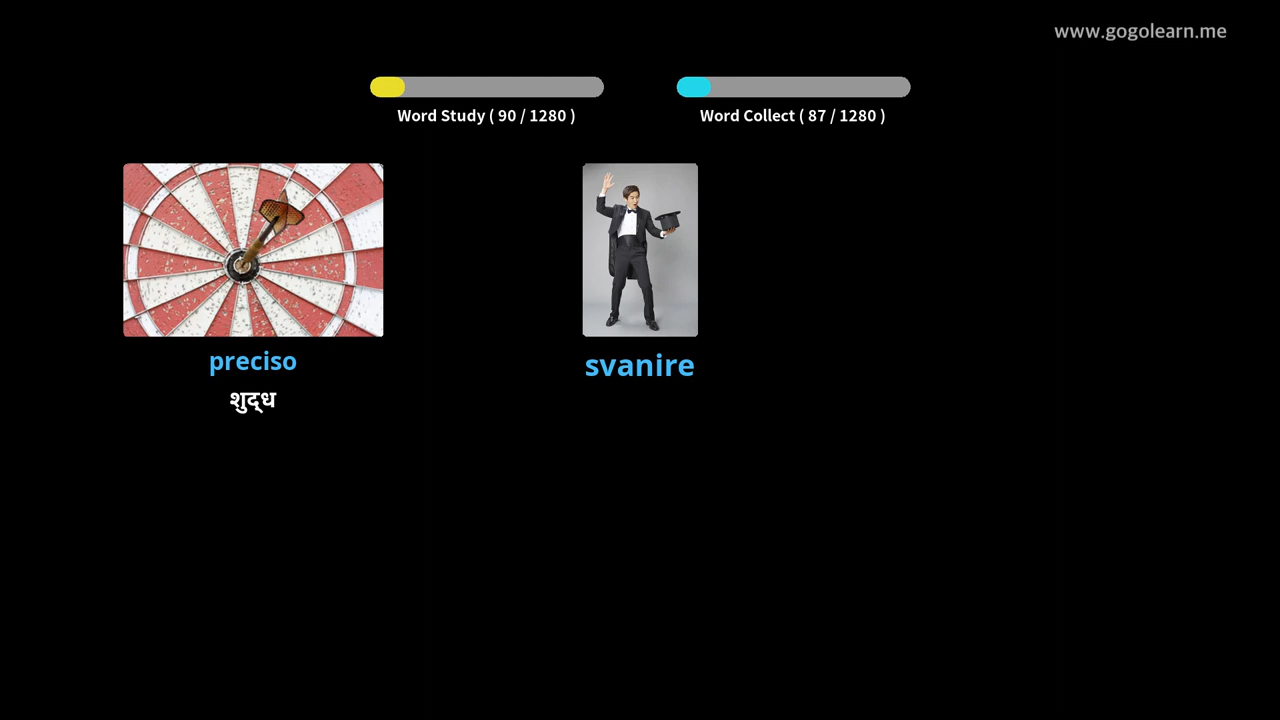 www.gogolearn.me
Word Study ( 90 / 1280 )
Word Collect ( 87 / 1280 )
preciso
शुद्ध
svanire